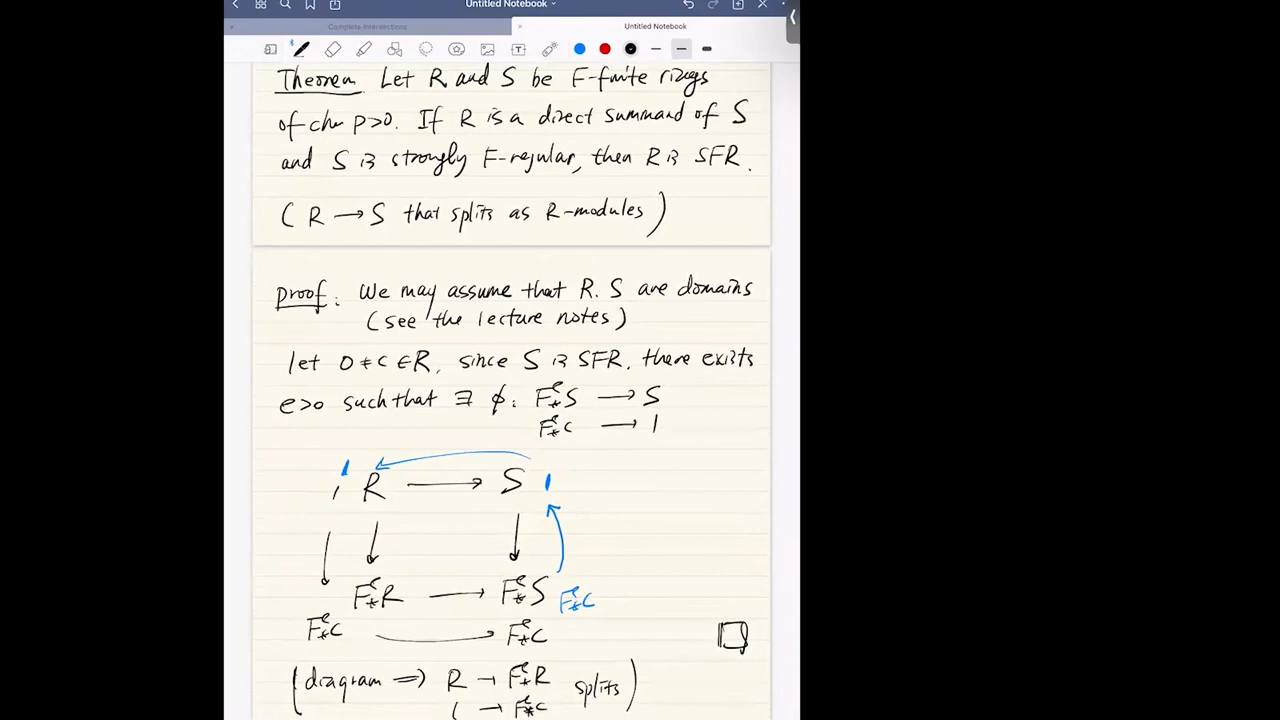 Untitled Notebook
Complete Intersections
Untitled Notebook
Theorem Let R and S be F-finite rings
of char p>0. If R is a direct summand of S
and S is strongly F-regular, then R is SFR.
( R → S that splits as R-modules )
proof: We may assume that R, S are domains
(see the lecture notes)
let 0 ≠ c ∈ R, since S is SFR, there exists
e>0 such that ∃ φ: F^e_* S → S
F^e_* c → 1
1
1 R → S 1
F^e_* R → F^e_* S F^e_* c
F^e_* c F^e_* c
(diagram ⇒ R → F^e_* R splits)
1 → F^e_* c